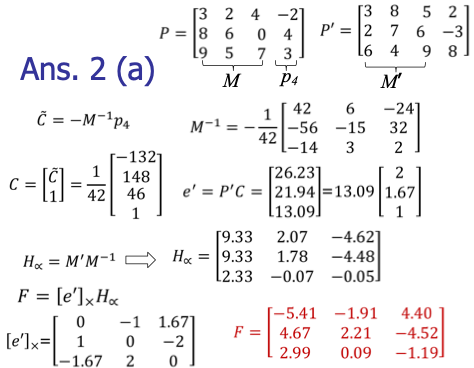 P = [3 2 4 −2; 8 6 0 4; 9 5 7 3] P′ = [3 8 5 2; 2 7 6 −3; 6 4 9 8]
M p₄ M′
Ans. 2 (a)
C̃ = −M⁻¹p₄ M⁻¹ = −1/42 [42 6 −24; −56 −15 32; −14 3 2]
C = [C̃; 1] = 1/42 [−132; 148; 46; 1] e′ = P′C = [26.23; 21.94; 13.09] = 13.09 [2; 1.67; 1]
H∝ = M′M⁻¹ ⇨ H∝ = [9.33 2.07 −4.62; 9.33 1.78 −4.48; 2.33 −0.07 −0.05]
F = [e′]ₓH∝
[e′]ₓ= [0 −1 1.67; 1 0 −2; −1.67 2 0] F = [−5.41 −1.91 4.40; 4.67 2.21 −4.52; 2.99 0.09 −1.19]